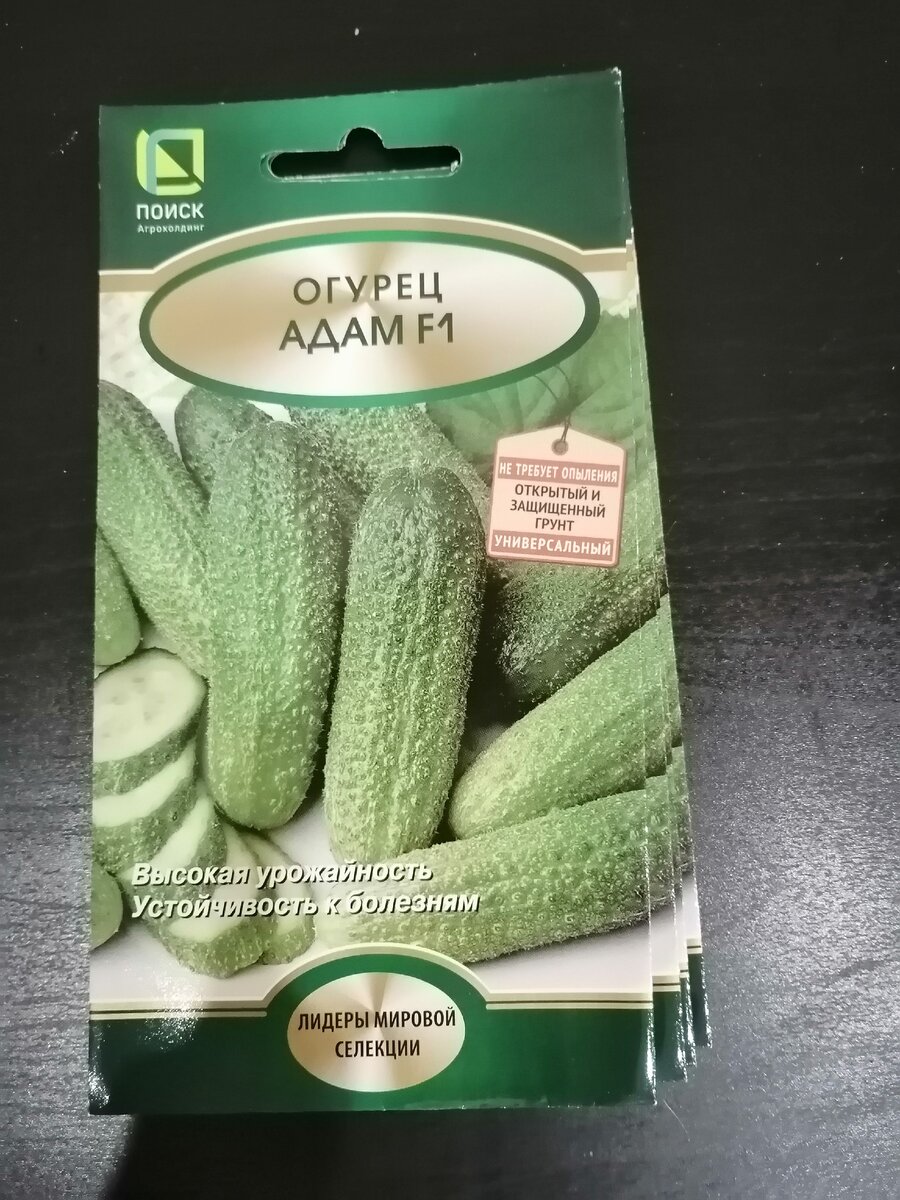 ПОИСК
Агрохолдинг
ОГУРЕЦ
АДАМ F1
НЕ ТРЕБУЕТ ОПЫЛЕНИЯ
ОТКРЫТЫЙ И
ЗАЩИЩЕННЫЙ
ГРУНТ
УНИВЕРСАЛЬНЫЙ
Высокая урожайность
Устойчивость к болезням
ЛИДЕРЫ МИРОВОЙ
СЕЛЕКЦИИ